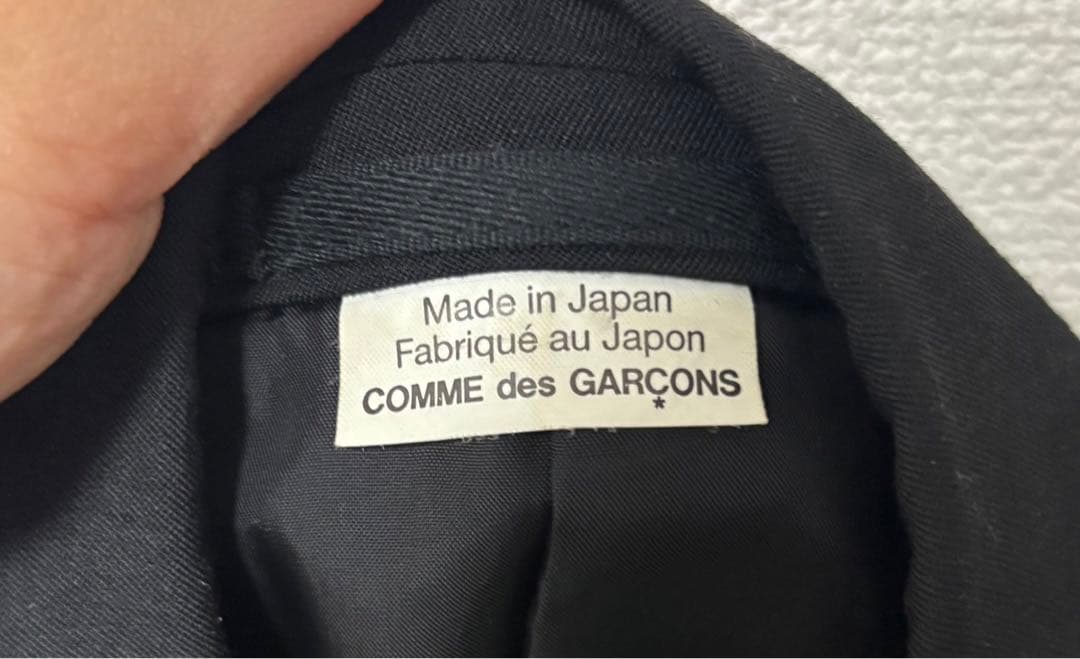 Made in Japan
Fabriqué au Japon
COMME des GARÇONS
*